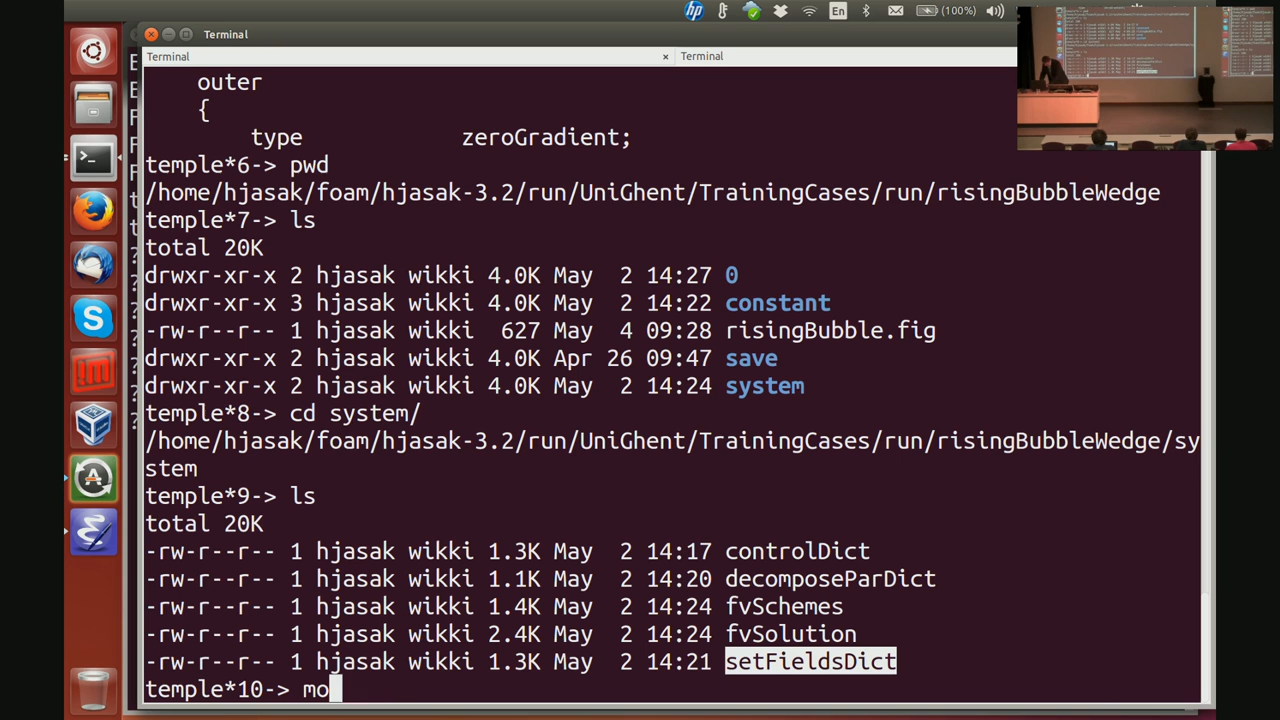 En
(100%)
Terminal
Terminal
Terminal
outer
{
type zeroGradient;
temple*6-> pwd
/home/hjasak/foam/hjasak-3.2/run/UniGhent/TrainingCases/run/risingBubbleWedge
temple*7-> ls
total 20K
drwxr-xr-x 2 hjasak wikki 4.0K May 2 14:27 0
drwxr-xr-x 3 hjasak wikki 4.0K May 2 14:22 constant
-rw-r--r-- 1 hjasak wikki 627 May 4 09:28 risingBubble.fig
drwxr-xr-x 2 hjasak wikki 4.0K Apr 26 09:47 save
drwxr-xr-x 2 hjasak wikki 4.0K May 2 14:24 system
temple*8-> cd system/
/home/hjasak/foam/hjasak-3.2/run/UniGhent/TrainingCases/run/risingBubbleWedge/sy
stem
temple*9-> ls
total 20K
-rw-r--r-- 1 hjasak wikki 1.3K May 2 14:17 controlDict
-rw-r--r-- 1 hjasak wikki 1.1K May 2 14:20 decomposeParDict
-rw-r--r-- 1 hjasak wikki 1.4K May 2 14:24 fvSchemes
-rw-r--r-- 1 hjasak wikki 2.4K May 2 14:24 fvSolution
-rw-r--r-- 1 hjasak wikki 1.3K May 2 14:21 setFieldsDict
temple*10-> mo